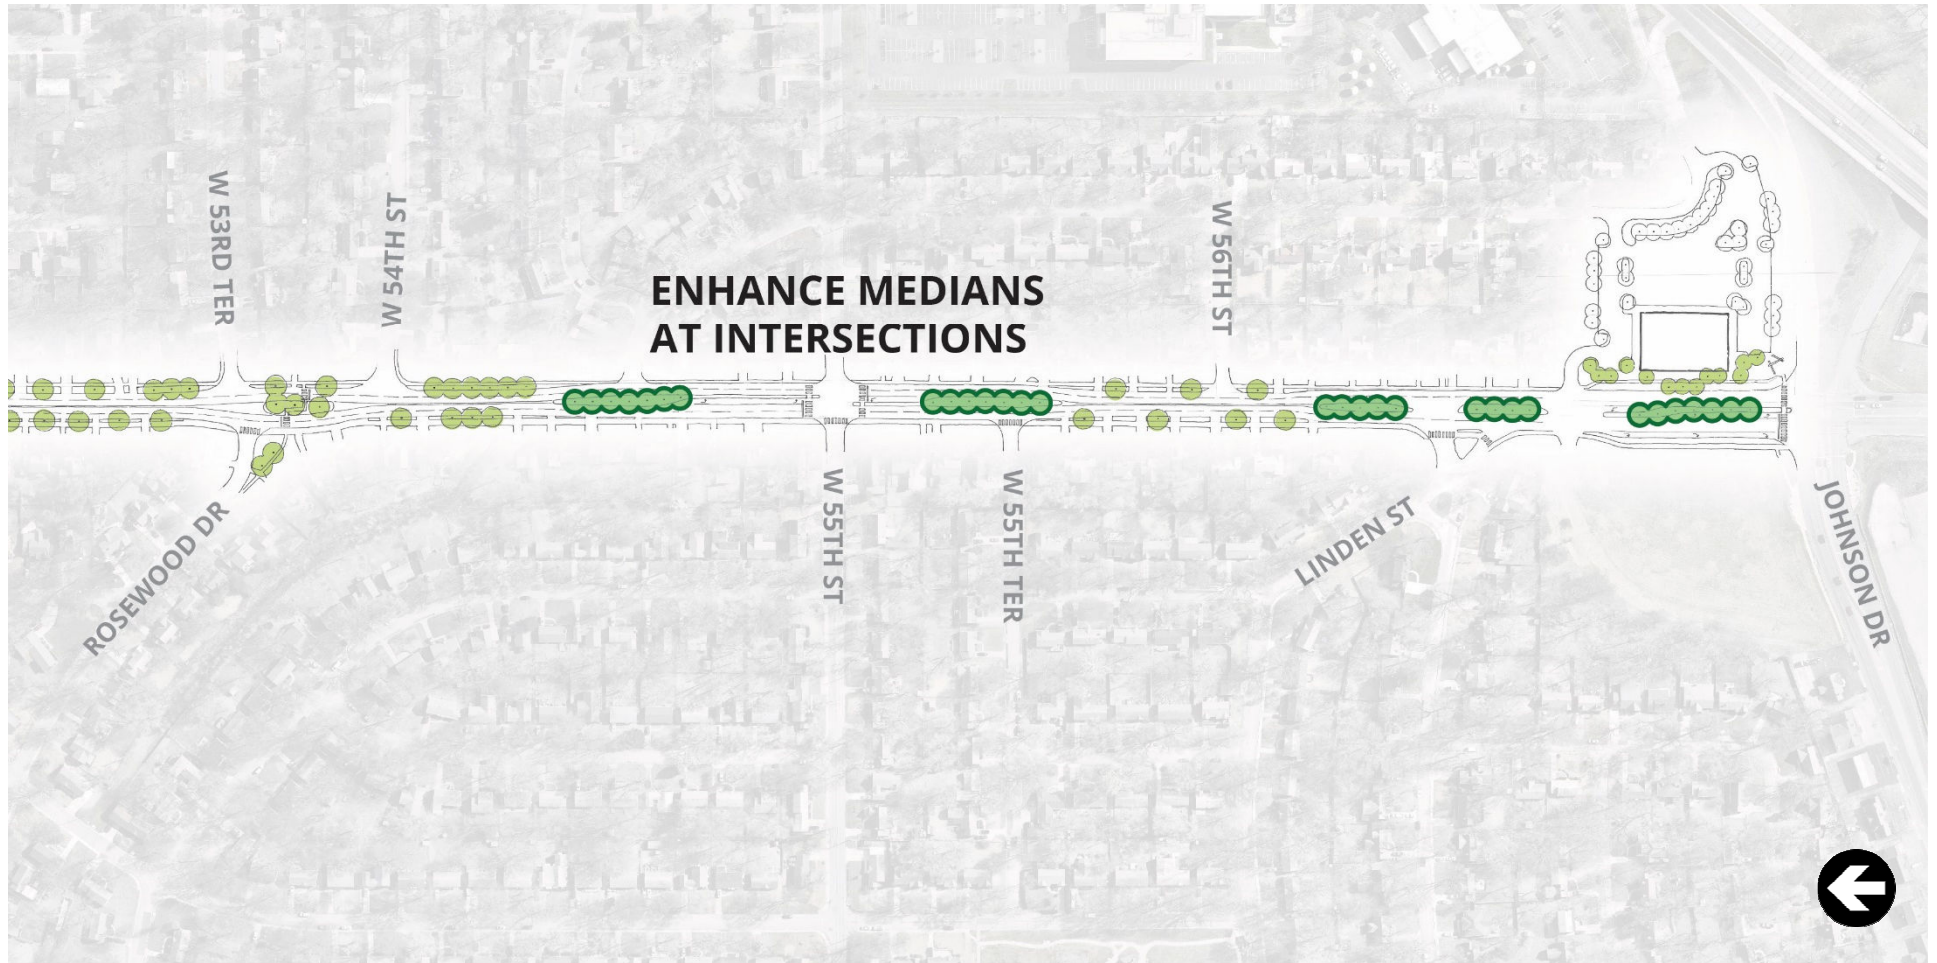 W 53RD TER
W 54TH ST
ENHANCE MEDIANS
AT INTERSECTIONS
W 56TH ST
ROSEWOOD DR
W 55TH ST
W 55TH TER
LINDEN ST
JOHNSON DR